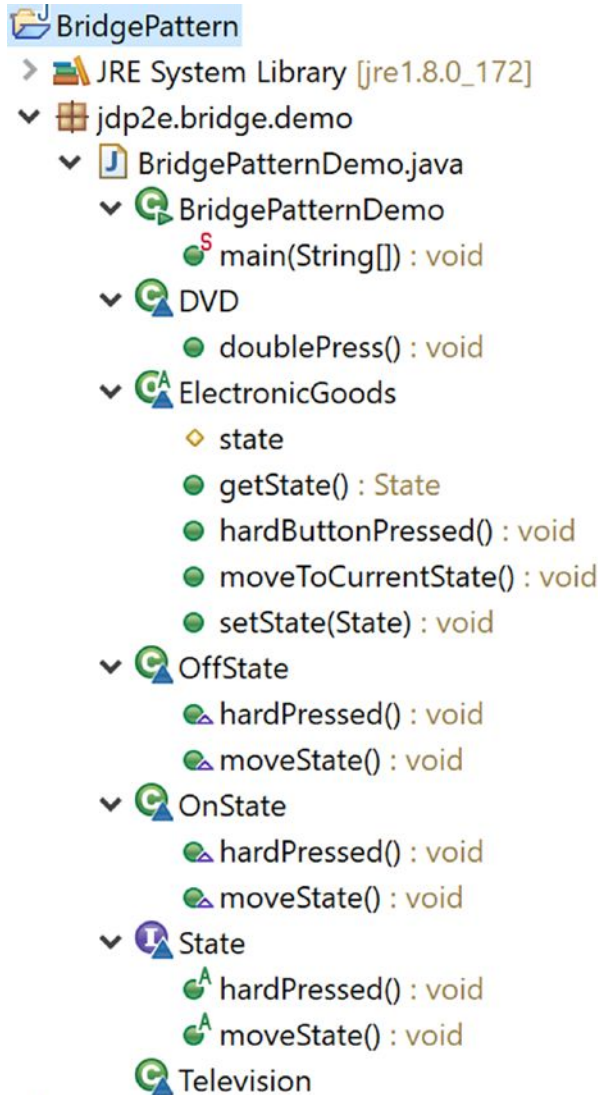 BridgePattern
JRE System Library [jre1.8.0_172]
jdp2e.bridge.demo
BridgePatternDemo.java
BridgePatternDemo
main(String[]) : void
DVD
doublePress() : void
ElectronicGoods
state
getState() : State
hardButtonPressed() : void
moveToCurrentState() : void
setState(State) : void
OffState
hardPressed() : void
moveState() : void
OnState
hardPressed() : void
moveState() : void
State
hardPressed() : void
moveState() : void
Television